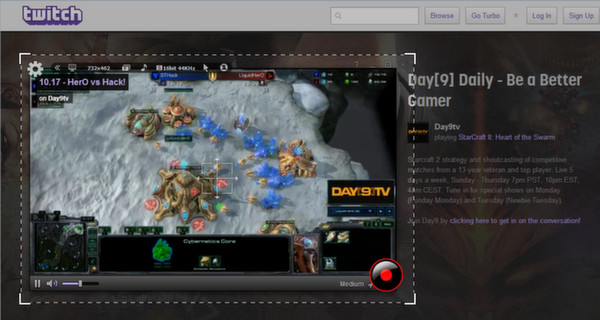 twitch
Browse
Go Turbo
Log In
Sign Up
732x462
16bit 44KHz
10.17 - HerO vs Hack!
on Day9tv
STHack
LiquidHerO
DAY[9]TV
Cybernetics Core
Medium
Day[9] Daily - Be a Better
Gamer
Day9tv
playing StarCraft II: Heart of the Swarm
Starcraft 2 strategy and shoutcasting of competitive
matches from a 13 year veteran and top player. Live 5
days a week, Sunday - Thursday 7pm PST, 10pm EST,
4am CEST. Tune in for special shows on Monday
(Funday Monday) and Tuesday (Newbie Tuesday).
Join Day9 by clicking here to get in on the conversation!